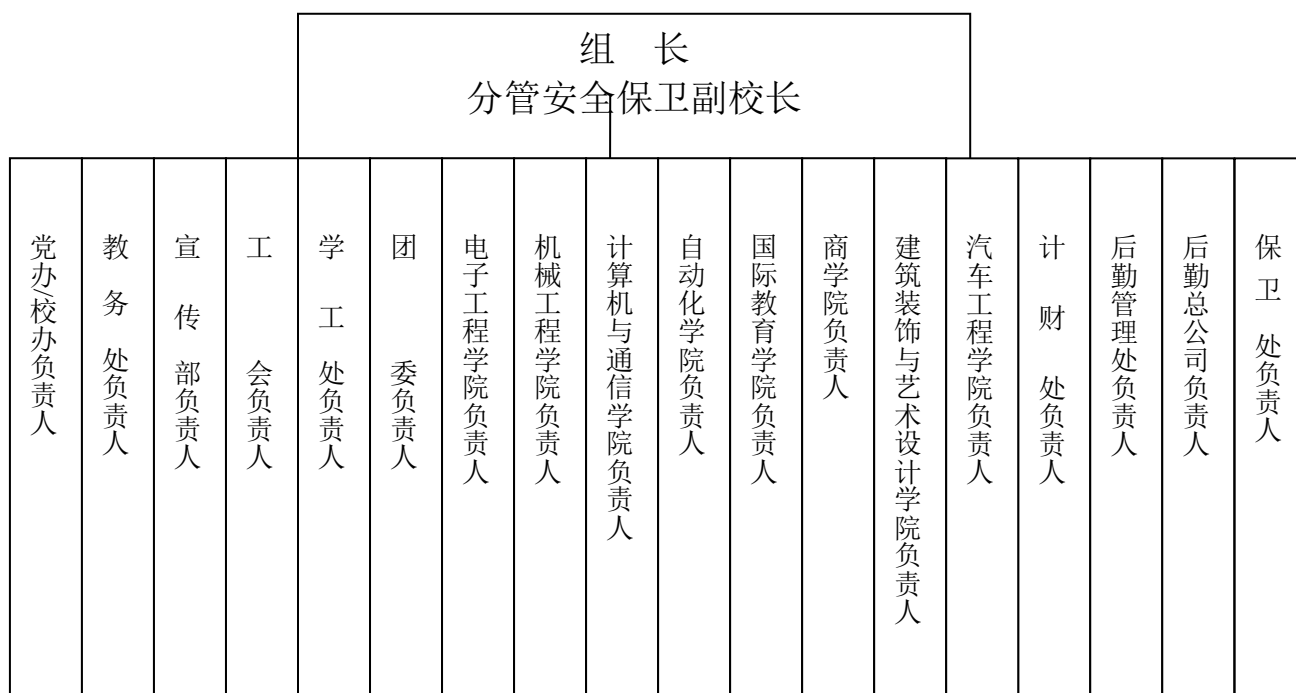 组 长
分管安全保卫副校长
党办/校办负责人
教务处负责人
宣传部负责人
工会负责人
学工处负责人
团委负责人
电子工程学院负责人
机械工程学院负责人
计算机与通信学院负责人
自动化学院负责人
国际教育学院负责人
商学院负责人
建筑装饰与艺术设计学院负责人
汽车工程学院负责人
计财处负责人
后勤管理处负责人
后勤总公司负责人
保卫处负责人